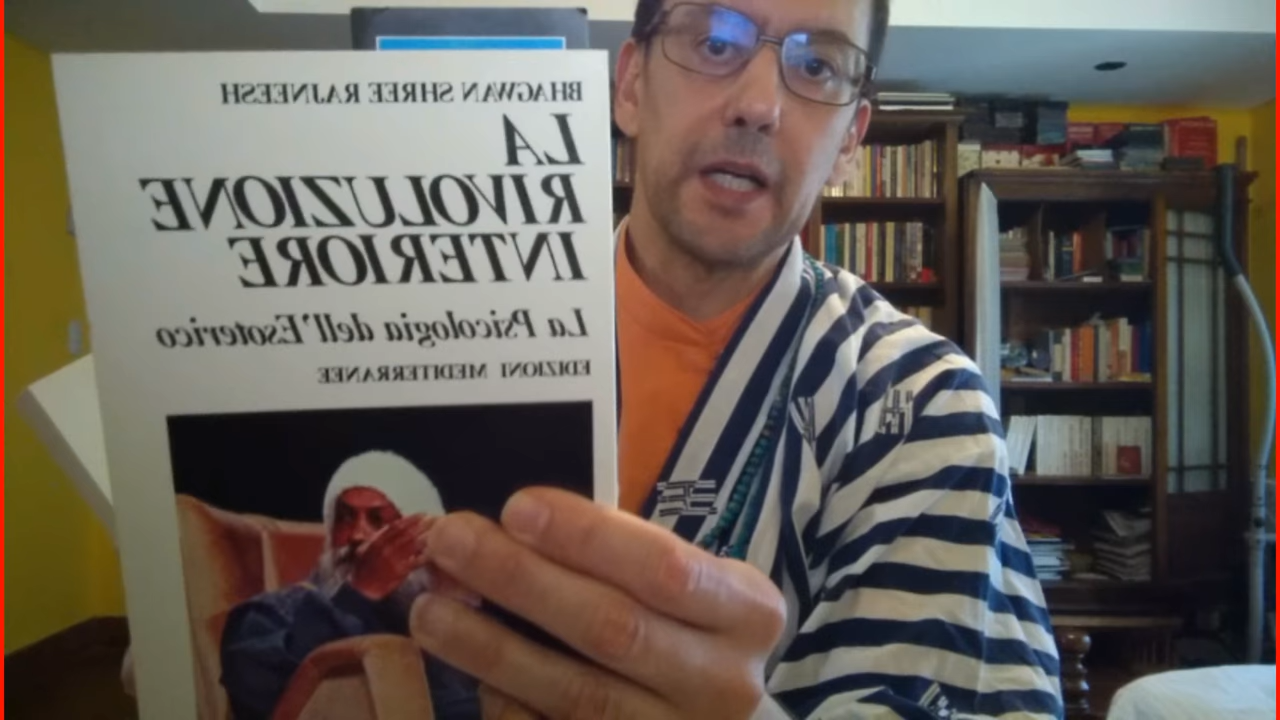 BHAGWAN SHREE RAJNEESH
LA
RIVOLUZIONE
INTERIORE
La Psicologia dell'Esoterico
EDIZIONI MEDITERRANEE